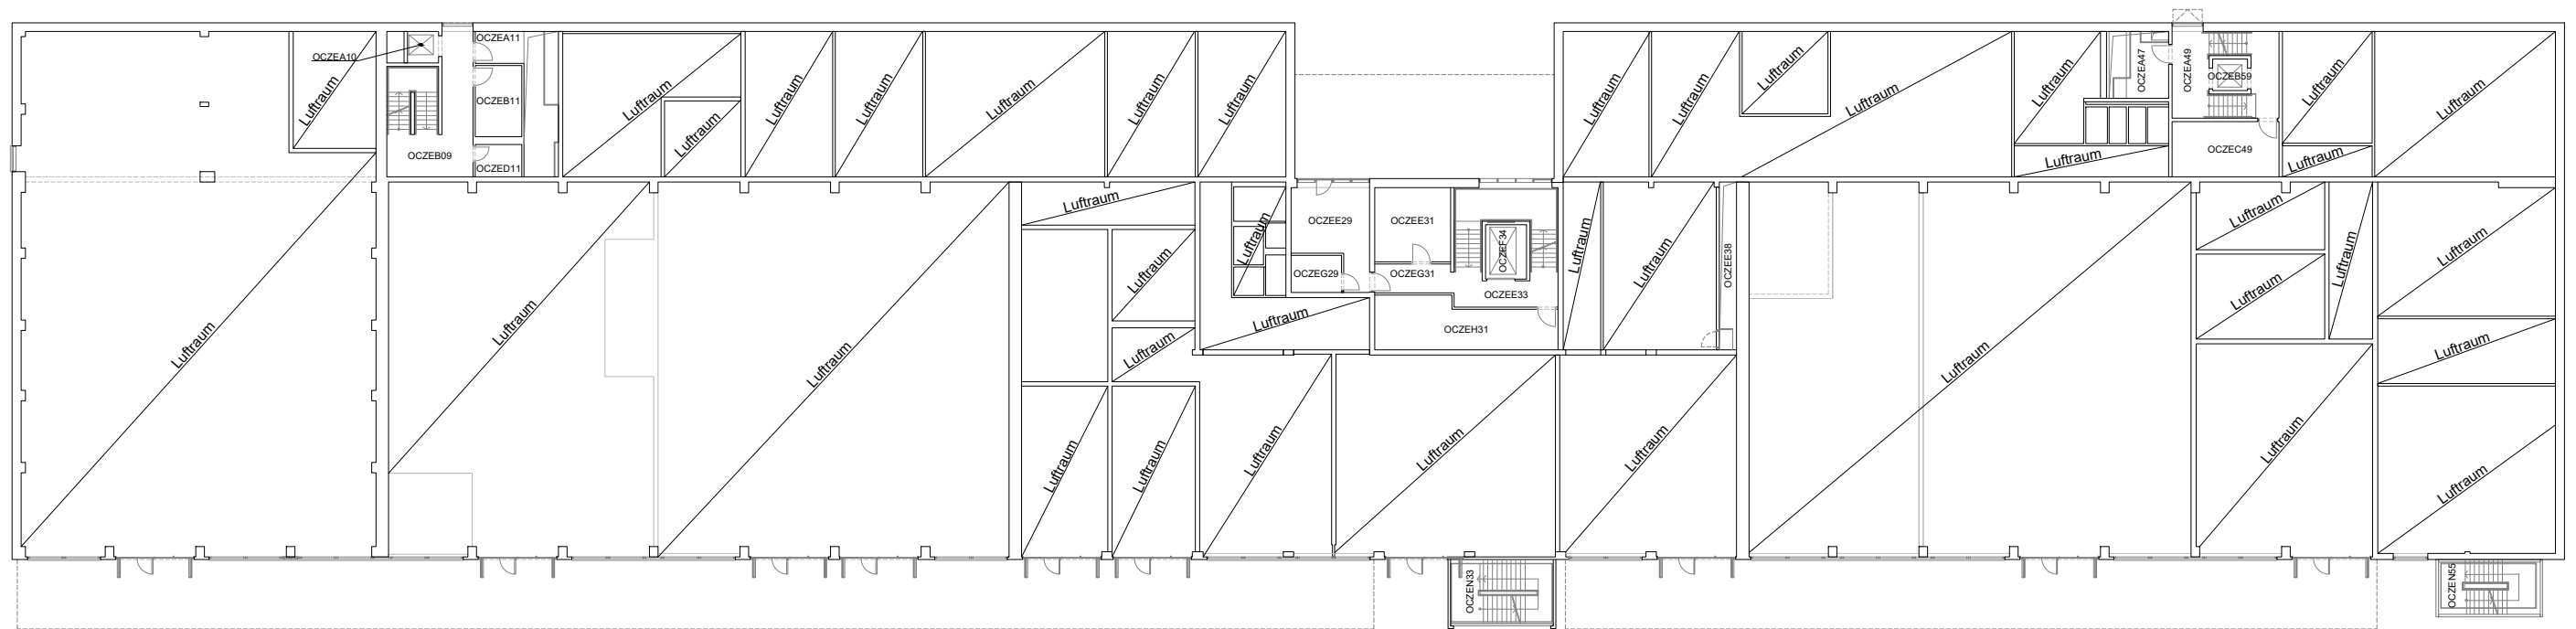 OCZEA10
Luftraum
OCZEB09
OCZEA11
OCZEB11
OCZED11
Luftraum
Luftraum
Luftraum
Luftraum
Luftraum
Luftraum
Luftraum
Luftraum
Luftraum
Luftraum
Luftraum
Luftraum
OCZEA47
OCZEA49
OCZEB59
OCZEC49
Luftraum
Luftraum
Luftraum
Luftraum
Luftraum
Luftraum
Luftraum
Luftraum
Luftraum
Luftraum
Luftraum
Luftraum
OCZEE29
OCZEG29
OCZEE31
OCZEG31
OCZEF34
OCZEE33
OCZEH31
Luftraum
Luftraum
OCZEE38
Luftraum
Luftraum
Luftraum
Luftraum
Luftraum
Luftraum
Luftraum
Luftraum
Luftraum
Luftraum
Luftraum
Luftraum
Luftraum
Luftraum
OCZEN33
OCZEN55